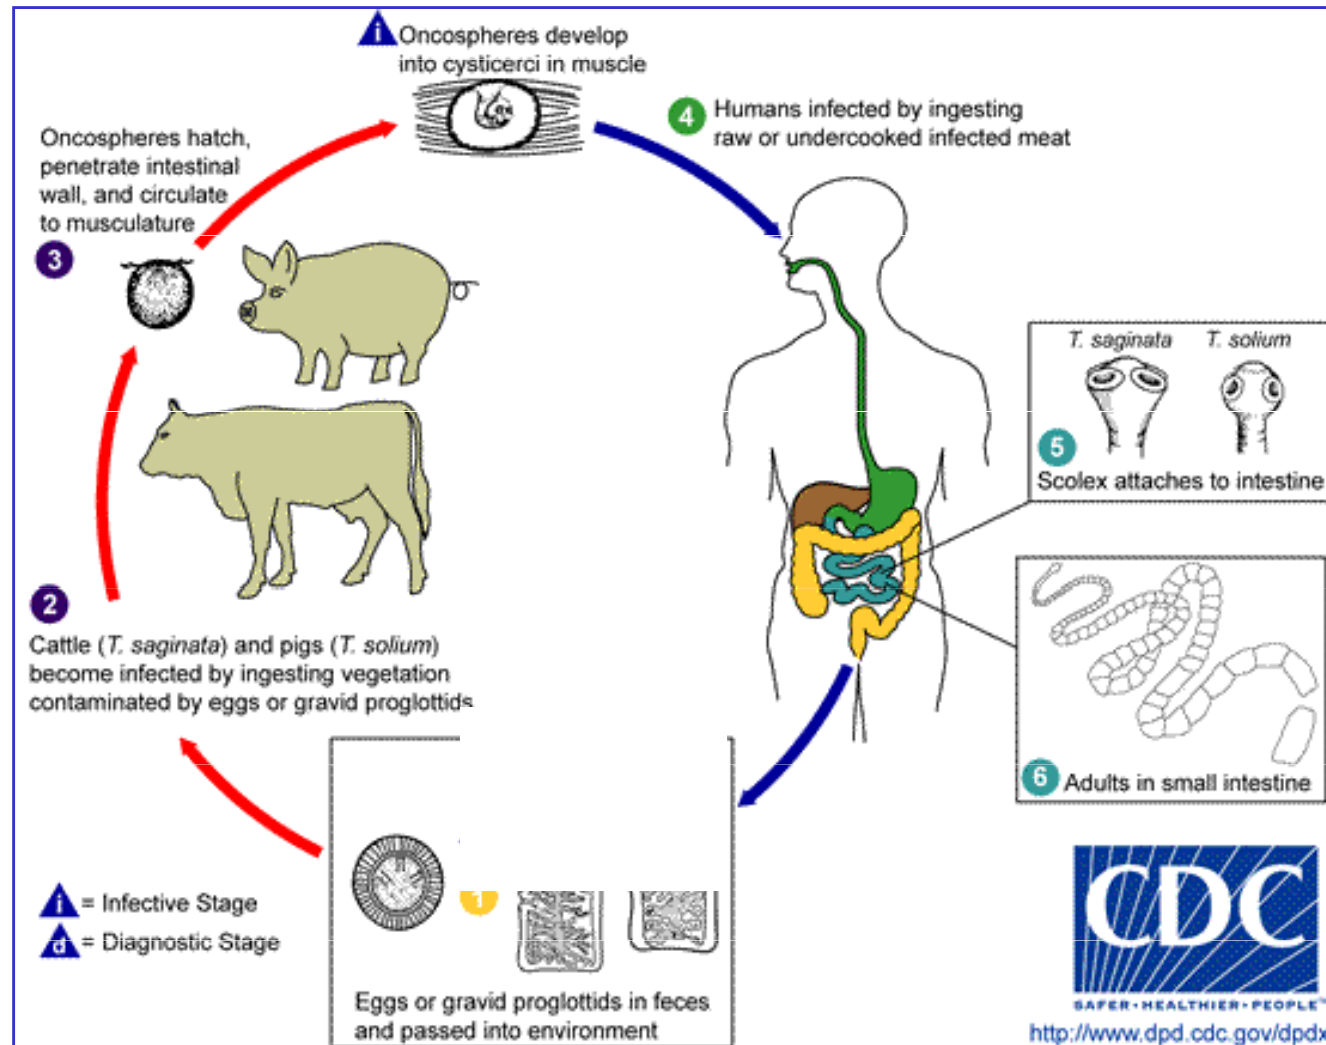 i
Oncospheres develop
into cysticerci in muscle
4
Humans infected by ingesting
raw or undercooked infected meat
Oncospheres hatch,
penetrate intestinal
wall, and circulate
to musculature
3
T. saginata
T. solium
5
Scolex attaches to intestine
2
Cattle (T. saginata) and pigs (T. solium)
become infected by ingesting vegetation
contaminated by eggs or gravid proglottids
6
Adults in small intestine
i = Infective Stage
d = Diagnostic Stage
Eggs or gravid proglottids in feces
and passed into environment
CDC
SAFER • HEALTHIER • PEOPLE™
http://www.dpd.cdc.gov/dpdx